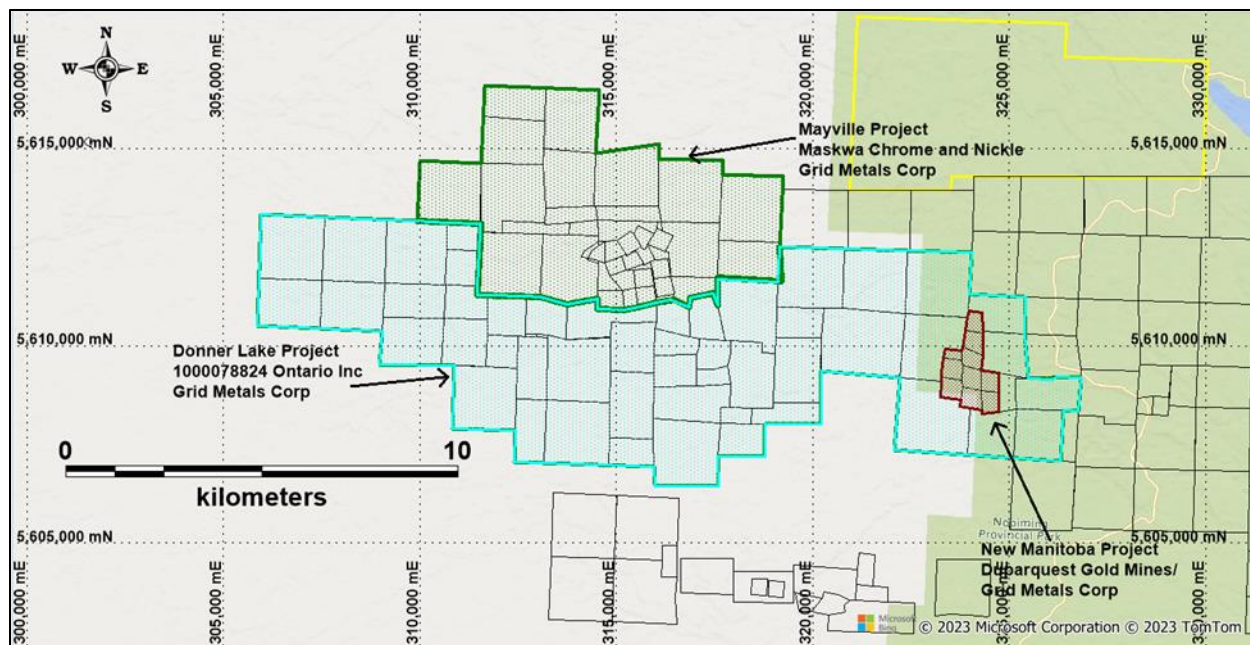 N
W E
S
300,000 mE
305,000 mE
310,000 mE
315,000 mE
320,000 mE
325,000 mE
330,000 mE
5,615,000 mN
5,615,000 mN
Mayville Project
Maskwa Chrome and Nickle
Grid Metals Corp
5,610,000 mN
5,610,000 mN
Donner Lake Project
1000078824 Ontario Inc
Grid Metals Corp
0 10
kilometers
5,605,000 mN
5,605,000 mN
Nopiming
Provincial Park
New Manitoba Project
Duparquest Gold Mines/
Grid Metals Corp
300,000 mE
305,000 mE
310,000 mE
315,000 mE
320,000 mE
325,000 mE
330,000 mE
Microsoft
Bing
© 2023 Microsoft Corporation © 2023 TomTom